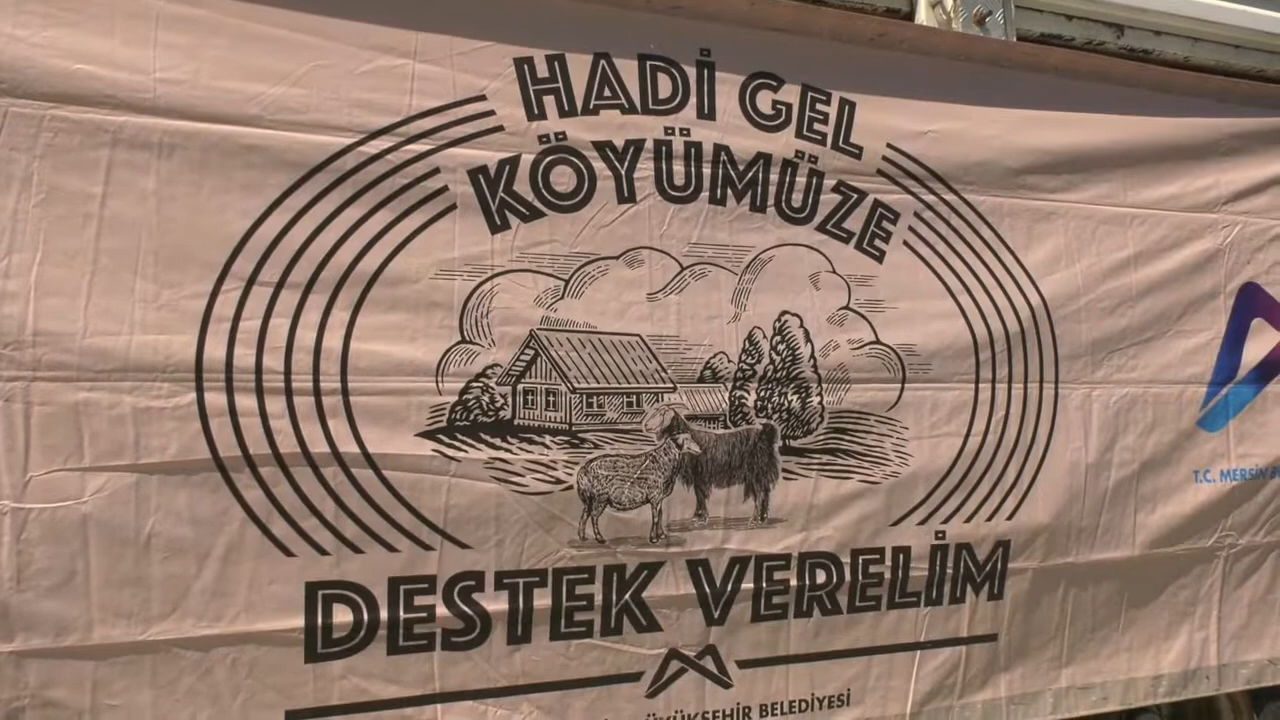 HADİ GEL
KÖYÜMÜZE
DESTEK VERELİM
BELEDİYESİ
T.C. MERSİN